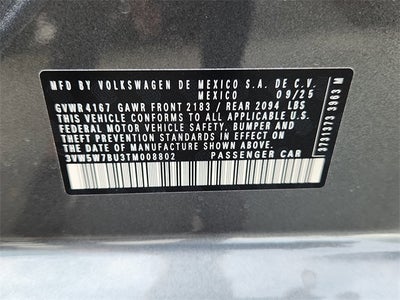 MFD BY VOLKSWAGEN DE MEXICO S.A. DE C.V.
MEXICO 09/25
GVWR 4167 GAWR FRONT 2183 / REAR 2094 LBS
THIS VEHICLE CONFORMS TO ALL APPLICABLE U.S.
FEDERAL MOTOR VEHICLE SAFETY, BUMPER AND
THEFT PREVENTION STANDARDS IN EFFECT ON THE
DATE OF MANUFACTURE SHOWN ABOVE.
3VW5W7BU3TM008802 PASSENGER CAR
3731373 3963 M